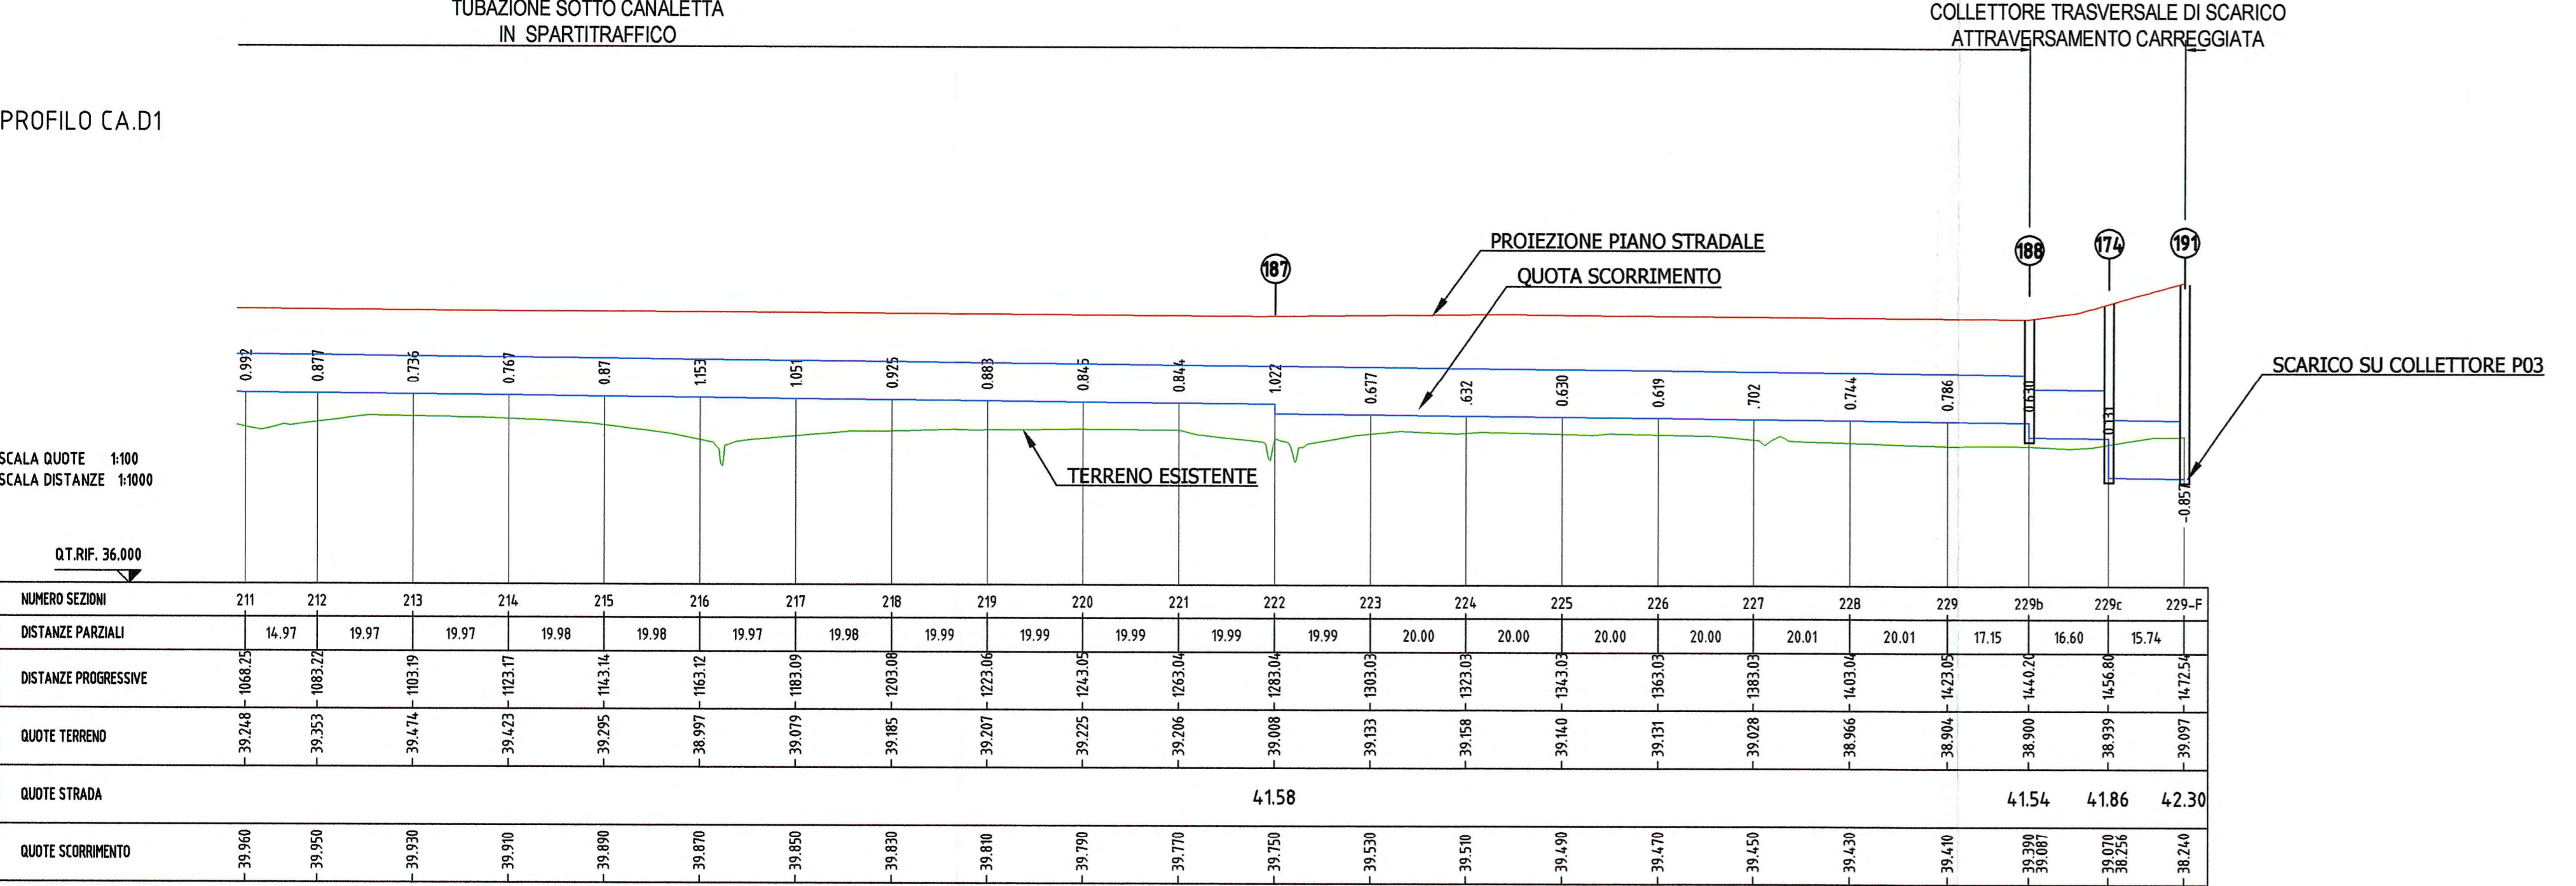 TUBAZIONE SOTTO CANALETTA
IN SPARTITRAFFICO
COLLETTORE TRASVERSALE DI SCARICO
ATTRAVERSAMENTO CARREGGIATA
PROFILO CA.D1
187
188
174
191
PROIEZIONE PIANO STRADALE
QUOTA SCORRIMENTO
SCARICO SU COLLETTORE P03
TERRENO ESISTENTE
0.992 0.877 0.736 0.767 0.87 1.153 1.051 0.925 0.883 0.846 0.844 1.022 0.677 .632 0.630 0.619 .702 0.744 0.786 0.630 0.131 -0.857
SCALA QUOTE 1:100
SCALA DISTANZE 1:1000
Q.T.RIF. 36.000
NUMERO SEZIONI 211 212 213 214 215 216 217 218 219 220 221 222 223 224 225 226 227 228 229 229b 229c 229-F
DISTANZE PARZIALI 14.97 19.97 19.97 19.98 19.98 19.97 19.98 19.99 19.99 19.99 19.99 19.99 20.00 20.00 20.00 20.00 20.01 20.01 17.15 16.60 15.74
DISTANZE PROGRESSIVE 1068.25 1083.22 1103.19 1123.17 1143.14 1163.12 1183.09 1203.08 1223.06 1243.05 1263.04 1283.04 1303.03 1323.03 1343.03 1363.03 1383.03 1403.04 1423.05 1440.20 1456.80 1472.54
QUOTE TERRENO 39.248 39.353 39.474 39.423 39.295 38.997 39.079 39.185 39.207 39.225 39.206 39.008 39.133 39.158 39.140 39.131 39.028 38.966 38.904 38.900 38.939 39.097
QUOTE STRADA 41.58 41.54 41.86 42.30
QUOTE SCORRIMENTO 39.960 39.950 39.930 39.910 39.890 39.870 39.850 39.830 39.810 39.790 39.770 39.750 39.530 39.510 39.490 39.470 39.450 39.430 39.410 39.390 39.087 39.070 38.256 38.240